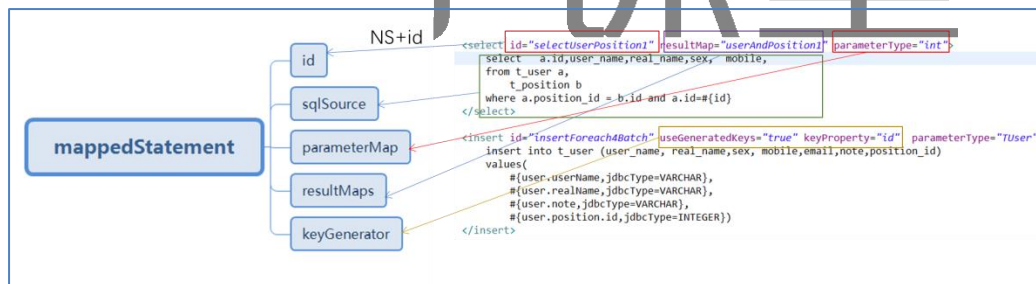 NS+id
mappedStatement
id
sqlSource
parameterMap
resultMaps
keyGenerator
<select id="selectUserPosition1" resultMap="userAndPosition1" parameterType="int">
select a.id,user_name,real_name,sex, mobile,
from t_user a,
t_position b
where a.position_id = b.id and a.id=#{id}
</select>
<insert id="insertForeach4Batch" useGeneratedKeys="true" keyProperty="id" parameterType="TUser"
insert into t_user (user_name, real_name,sex, mobile,email,note,position_id)
values(
#{user.userName,jdbcType=VARCHAR},
#{user.realName,jdbcType=VARCHAR},
#{user.note,jdbcType=VARCHAR},
#{user.position.id,jdbcType=INTEGER})
</insert>